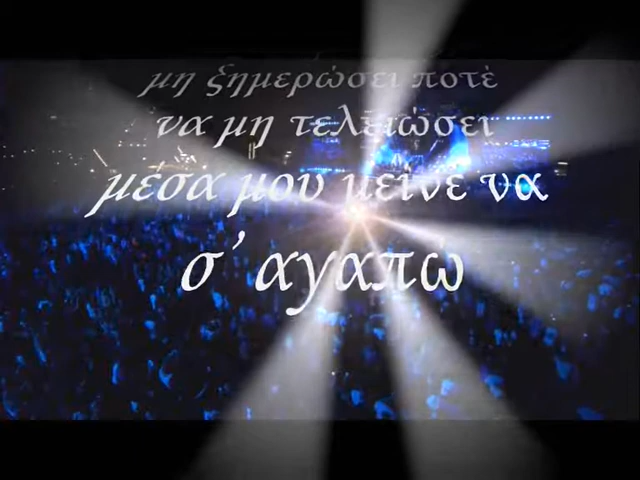 μη ξημερώσει ποτέ
να μη τελειώσει
μέσα μου μείνε να
σ' αγαπώ